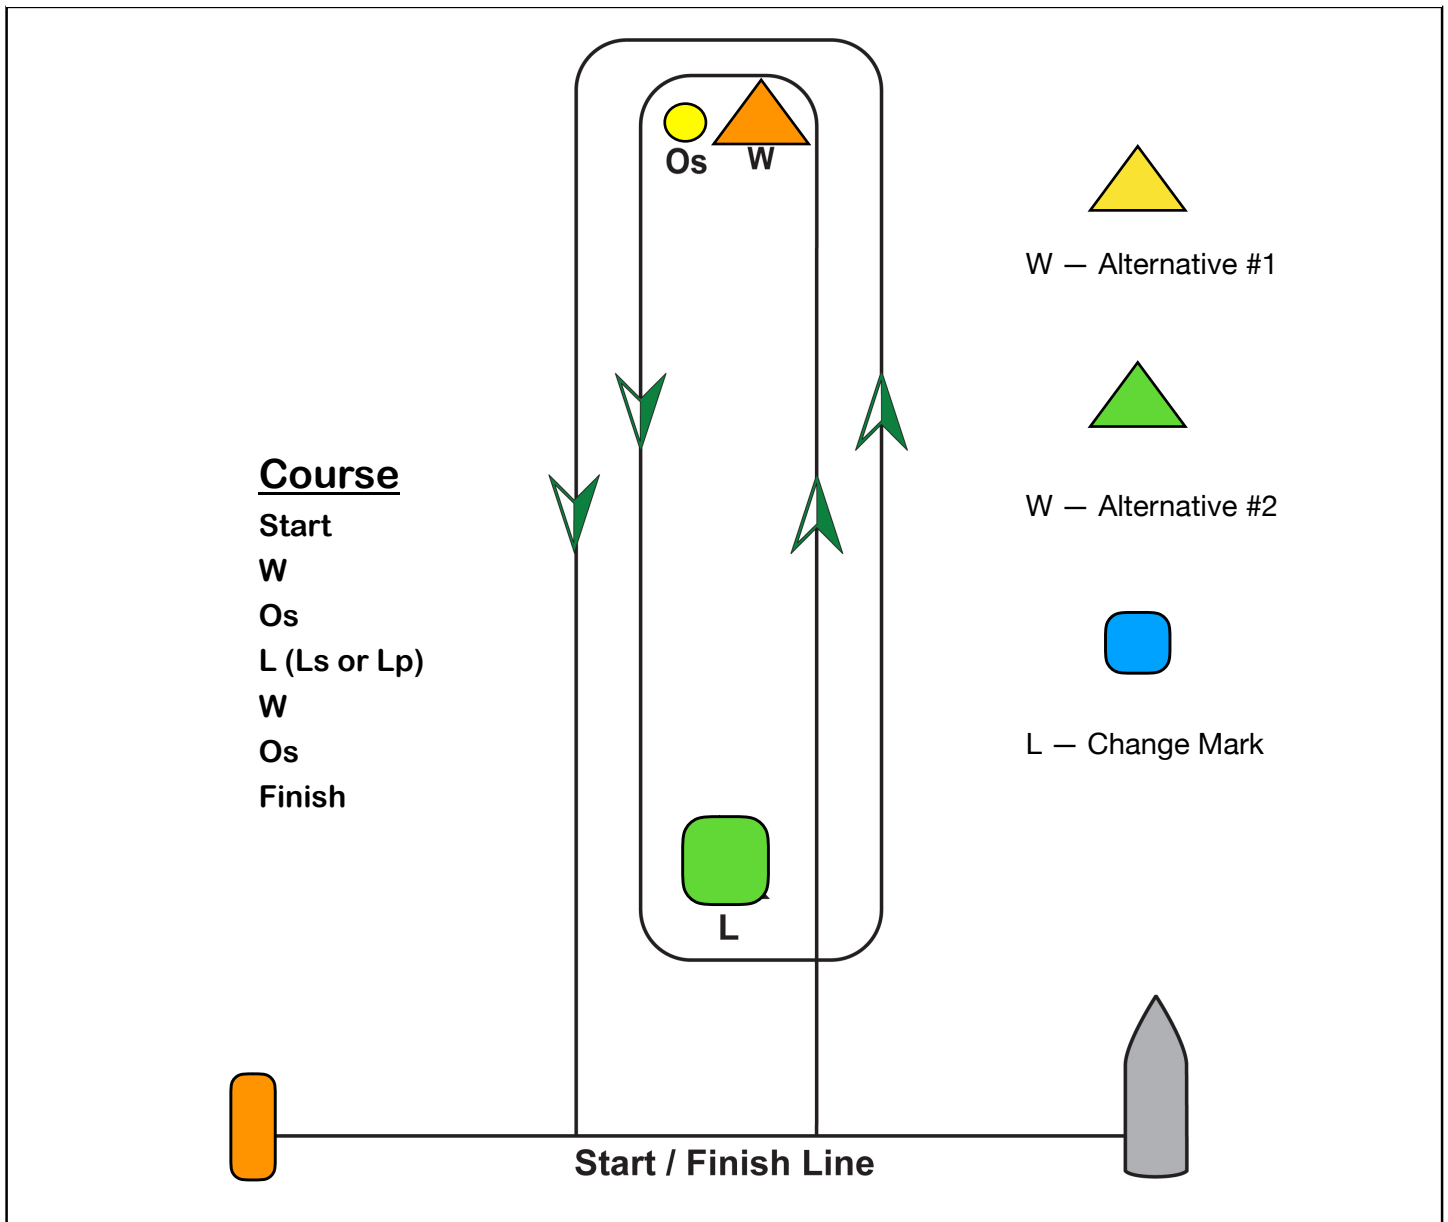 Os
W
W — Alternative #1
W — Alternative #2
Course
Start
W
Os
L (Ls or Lp)
W
Os
Finish
L — Change Mark
L
Start / Finish Line